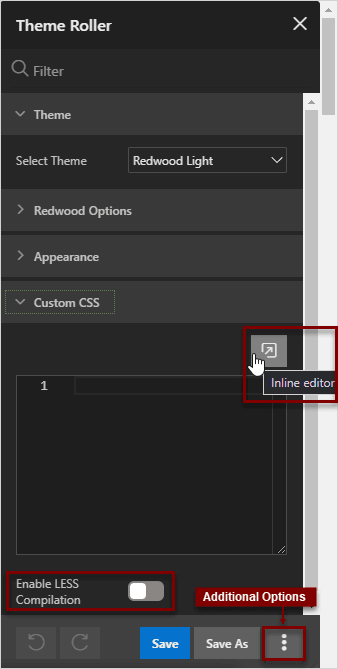 Theme Roller
Filter
Theme
Select Theme Redwood Light
Redwood Options
Appearance
Custom CSS
Inline editor
1
Enable LESS
Compilation
Additional Options
Save Save As